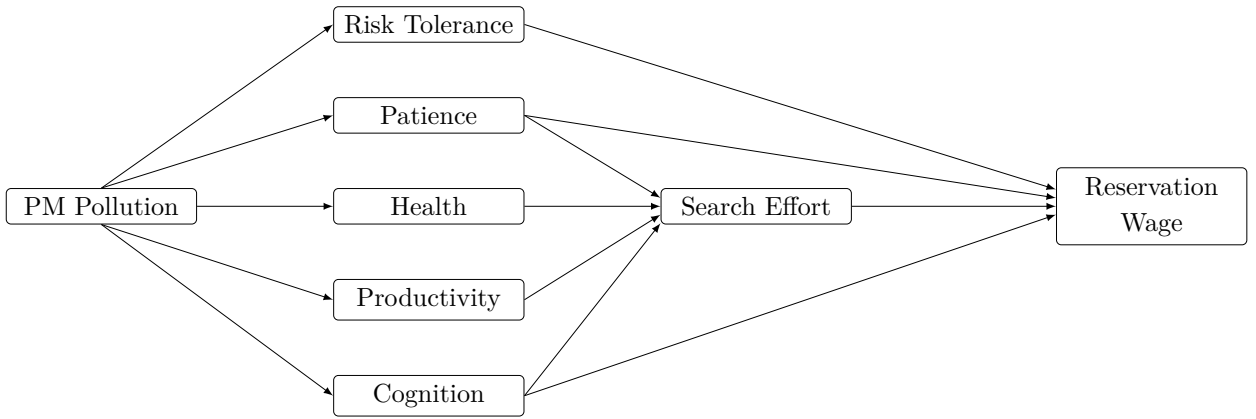 Risk Tolerance
Patience
PM Pollution
Health
Search Effort
Reservation
Wage
Productivity
Cognition